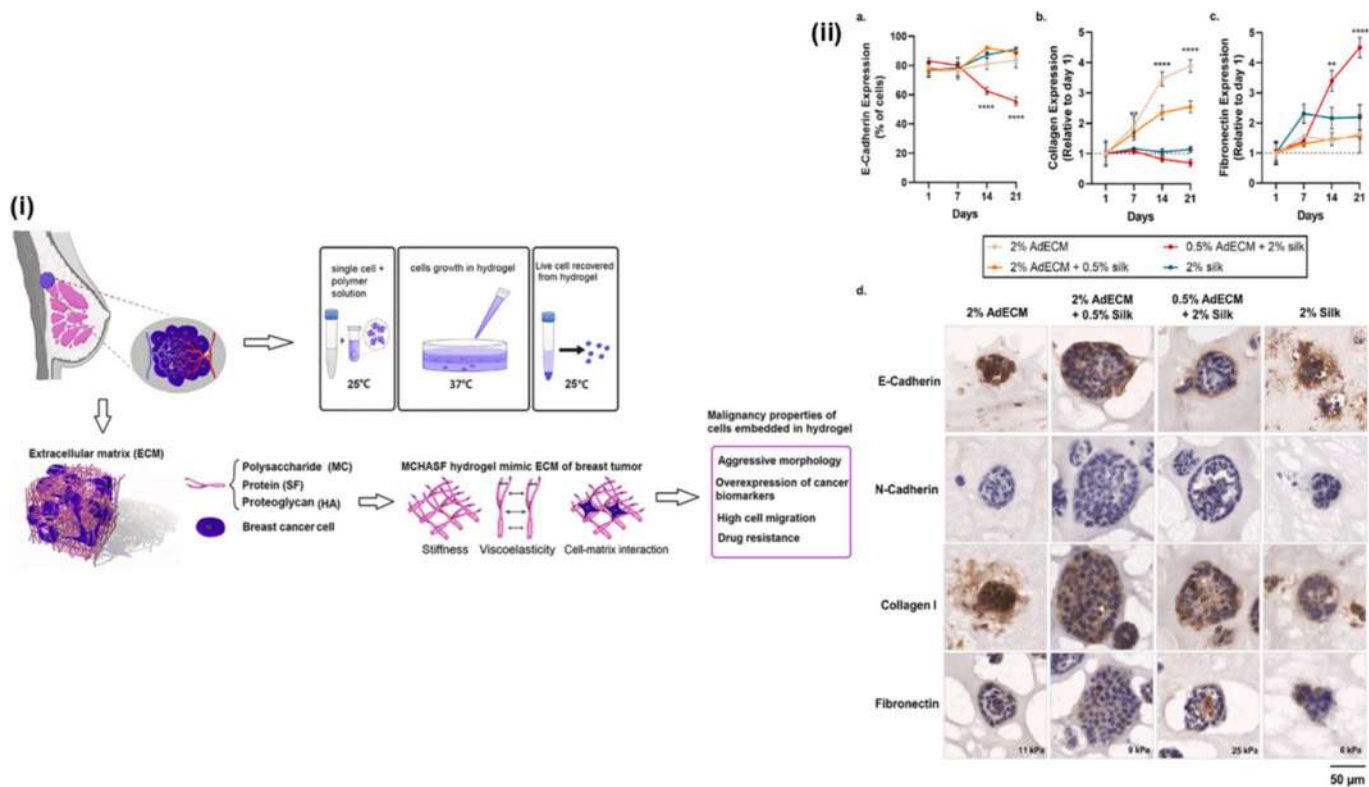 (i)
single cell +
polymer
solution
25°C
cells growth in hydrogel
37°C
Live cell recovered
from hydrogel
25°C
Extracellular matrix (ECM)
Polysaccharide (MC)
Protein (SF)
Proteoglycan (HA)
Breast cancer cell
MCHASF hydrogel mimic ECM of breast tumor
Stiffness
Viscoelasticity
Cell-matrix interaction
Malignancy properties of
cells embedded in hydrogel
Aggressive morphology
Overexpression of cancer
biomarkers
High cell migration
Drug resistance
(ii)
a.
E-Cadherin Expression
(% of cells)
100
80
60
40
20
0
****
****
1 7 14 21
Days
b.
Collagen Expression
(Relative to day 1)
5
4
3
2
1
0
**
****
****
1 7 14 21
Days
c.
Fibronectin Expression
(Relative to day 1)
5
4
3
2
1
0
**
****
1 7 14 21
Days
2% AdECM
0.5% AdECM + 2% silk
2% AdECM + 0.5% silk
2% silk
d.
2% AdECM
2% AdECM
+ 0.5% Silk
0.5% AdECM
+ 2% Silk
2% Silk
E-Cadherin
N-Cadherin
Collagen I
Fibronectin
11 kPa
9 kPa
25 kPa
6 kPa
50 µm